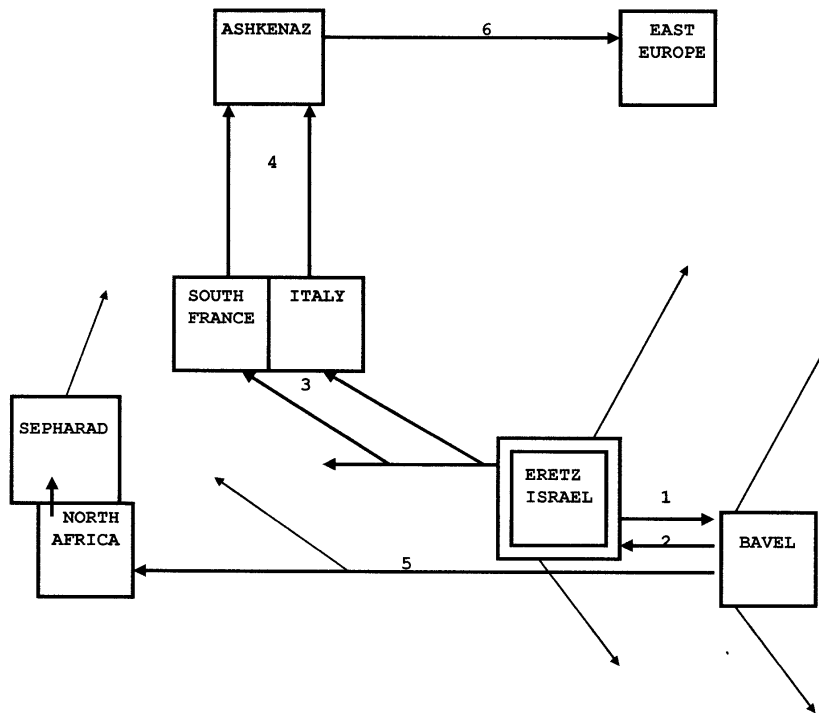 ASHKENAZ
6
EAST
EUROPE
4
SOUTH
FRANCE
ITALY
3
SEPHARAD
NORTH
AFRICA
ERETZ
ISRAEL
1
2
BAVEL
5